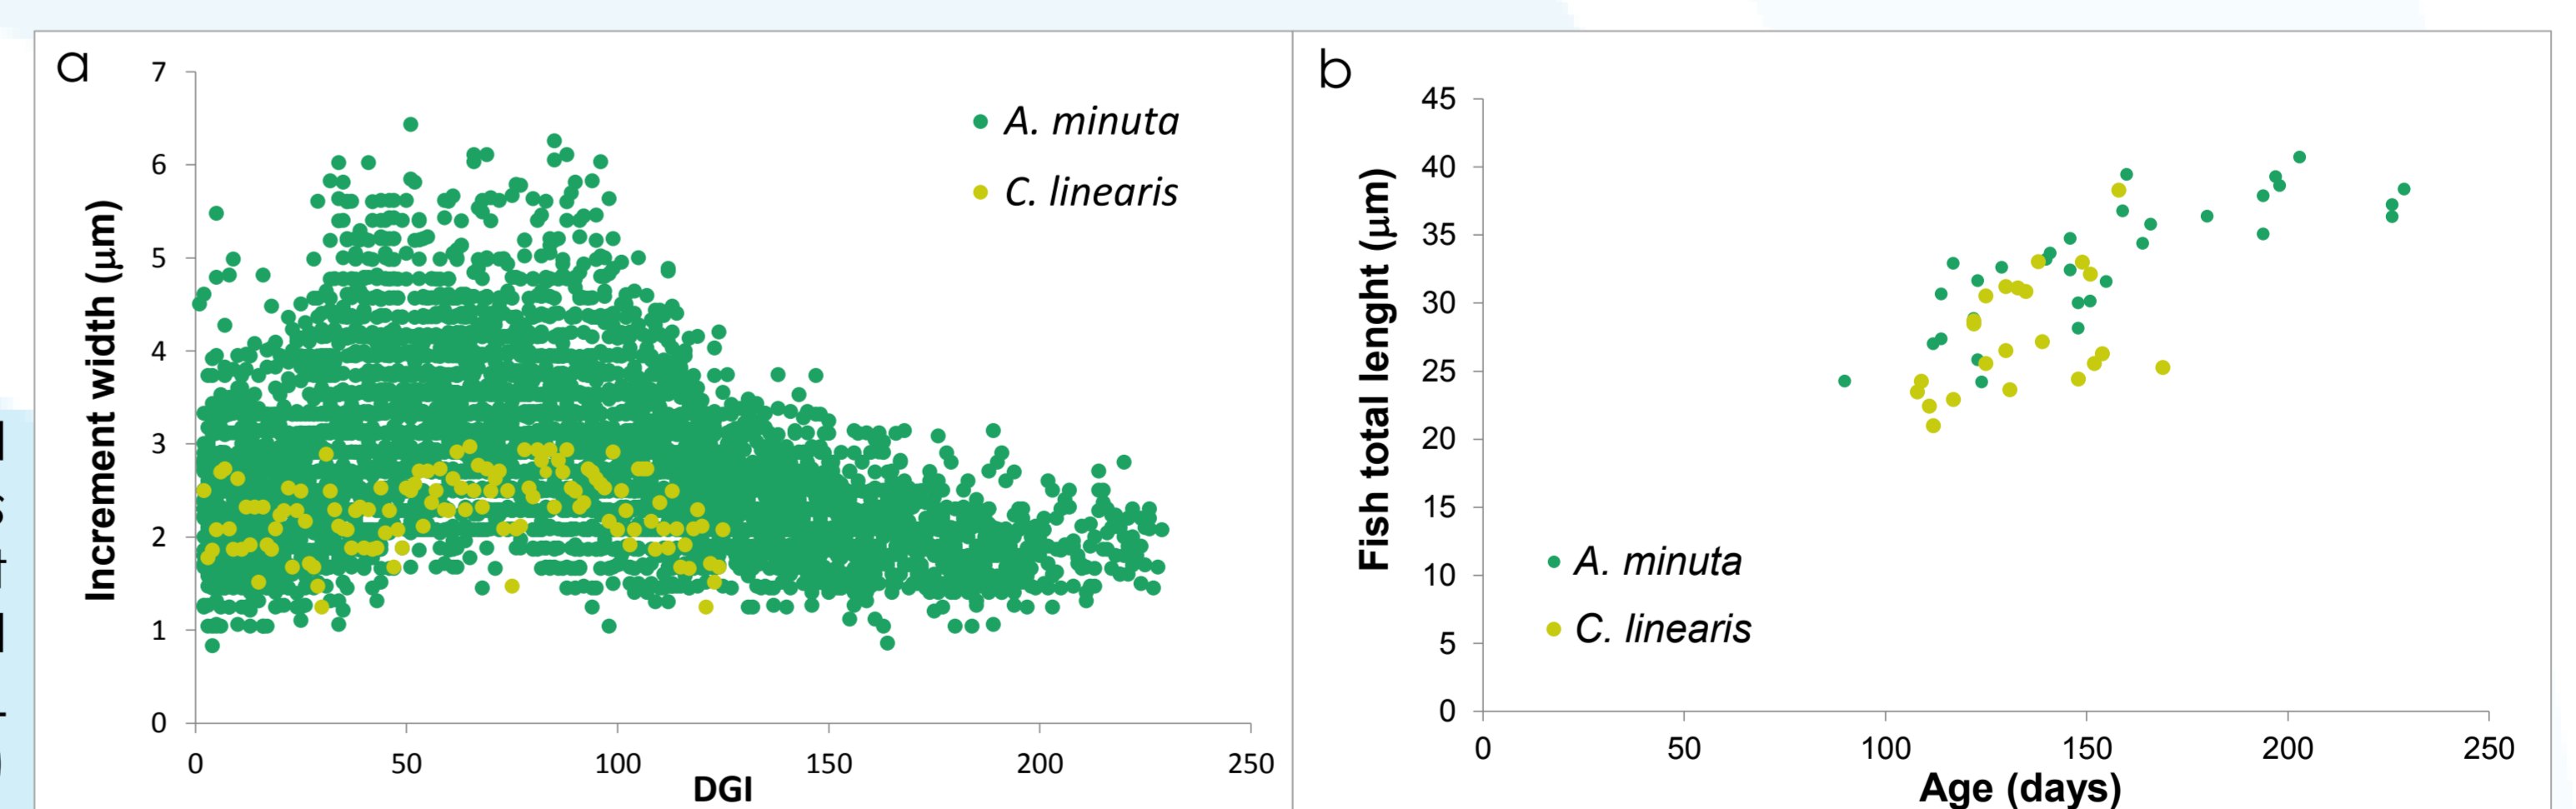 a
7
6
5
4
3
2
1
0
Increment width (µm)
A. minuta
C. linearis
0 50 100 150 200 250
DGI
b
45
40
35
30
25
20
15
10
5
0
Fish total lenght (µm)
A. minuta
C. linearis
0 50 100 150 200 250
Age (days)